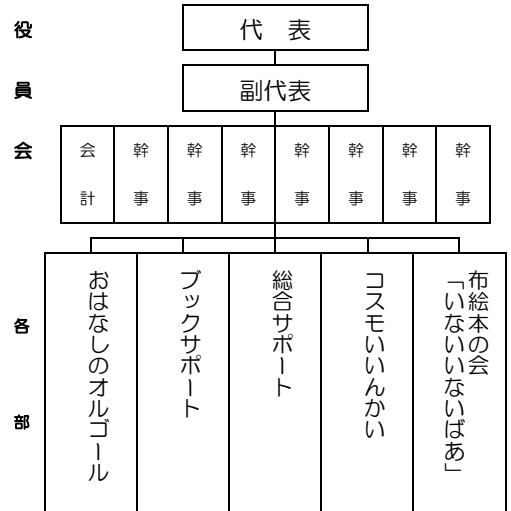 役員会
代 表
副代表
会計
幹事
幹事
幹事
幹事
幹事
幹事
幹事
各部
おはなしのオルゴール
ブックサポート
総合サポート
コスモいいんかい
布絵本の会
「いないいないばあ」